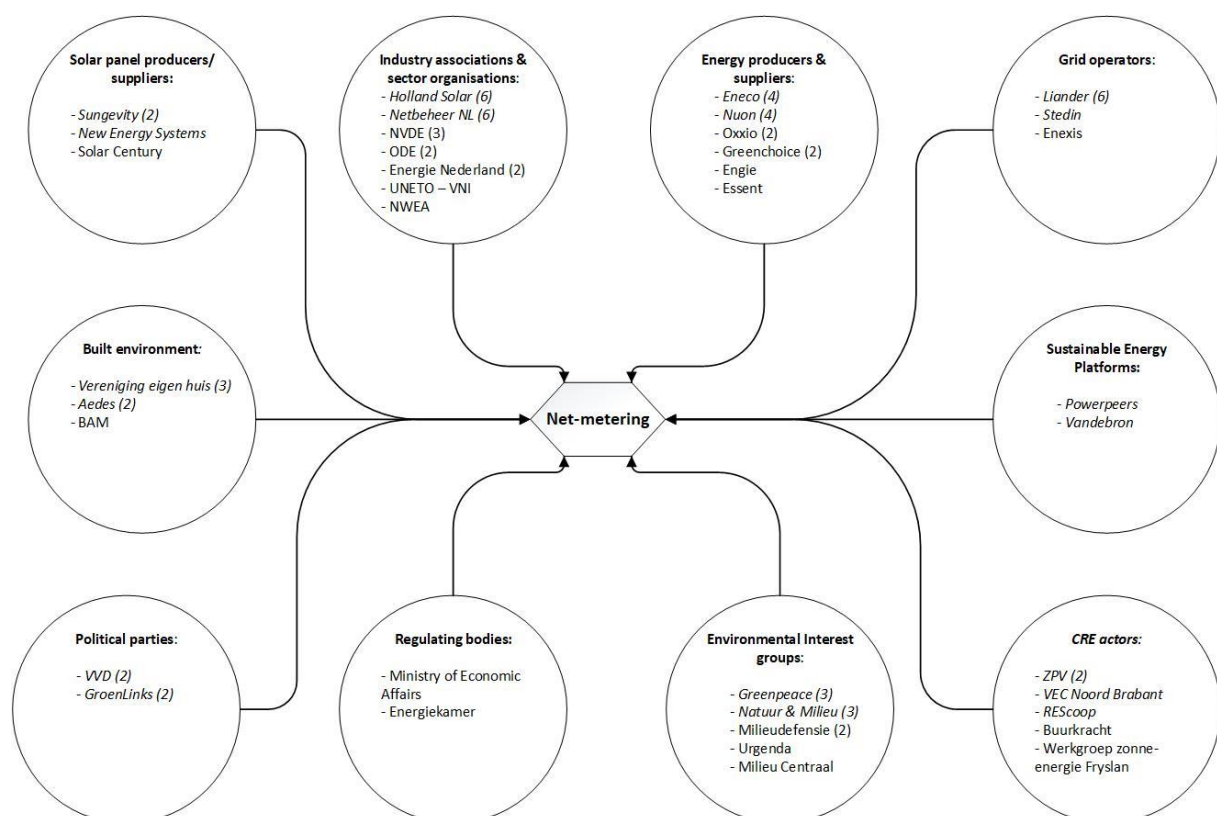 Solar panel producers/
suppliers:
- Sungevity (2)
- New Energy Systems
- Solar Century
Industry associations &
sector organisations:
- Holland Solar (6)
- Netbeheer NL (6)
- NVDE (3)
- ODE (2)
- Energie Nederland (2)
- UNETO – VNI
- NWEA
Energy producers &
suppliers:
- Eneco (4)
- Nuon (4)
- Oxxio (2)
- Greenchoice (2)
- Engie
- Essent
Grid operators:
- Liander (6)
- Stedin
- Enexis
Built environment:
- Vereniging eigen huis (3)
- Aedes (2)
- BAM
Net-metering
Sustainable Energy
Platforms:
- Powerpeers
- Vandebron
Political parties:
- VVD (2)
- GroenLinks (2)
Regulating bodies:
- Ministry of Economic
Affairs
- Energiekamer
Environmental Interest
groups:
- Greenpeace (3)
- Natuur & Milieu (3)
- Milieudefensie (2)
- Urgenda
- Milieu Centraal
CRE actors:
- ZPV (2)
- VEC Noord Brabant
- REScoop
- Buurkracht
- Werkgroep zonne-
energie Fryslan